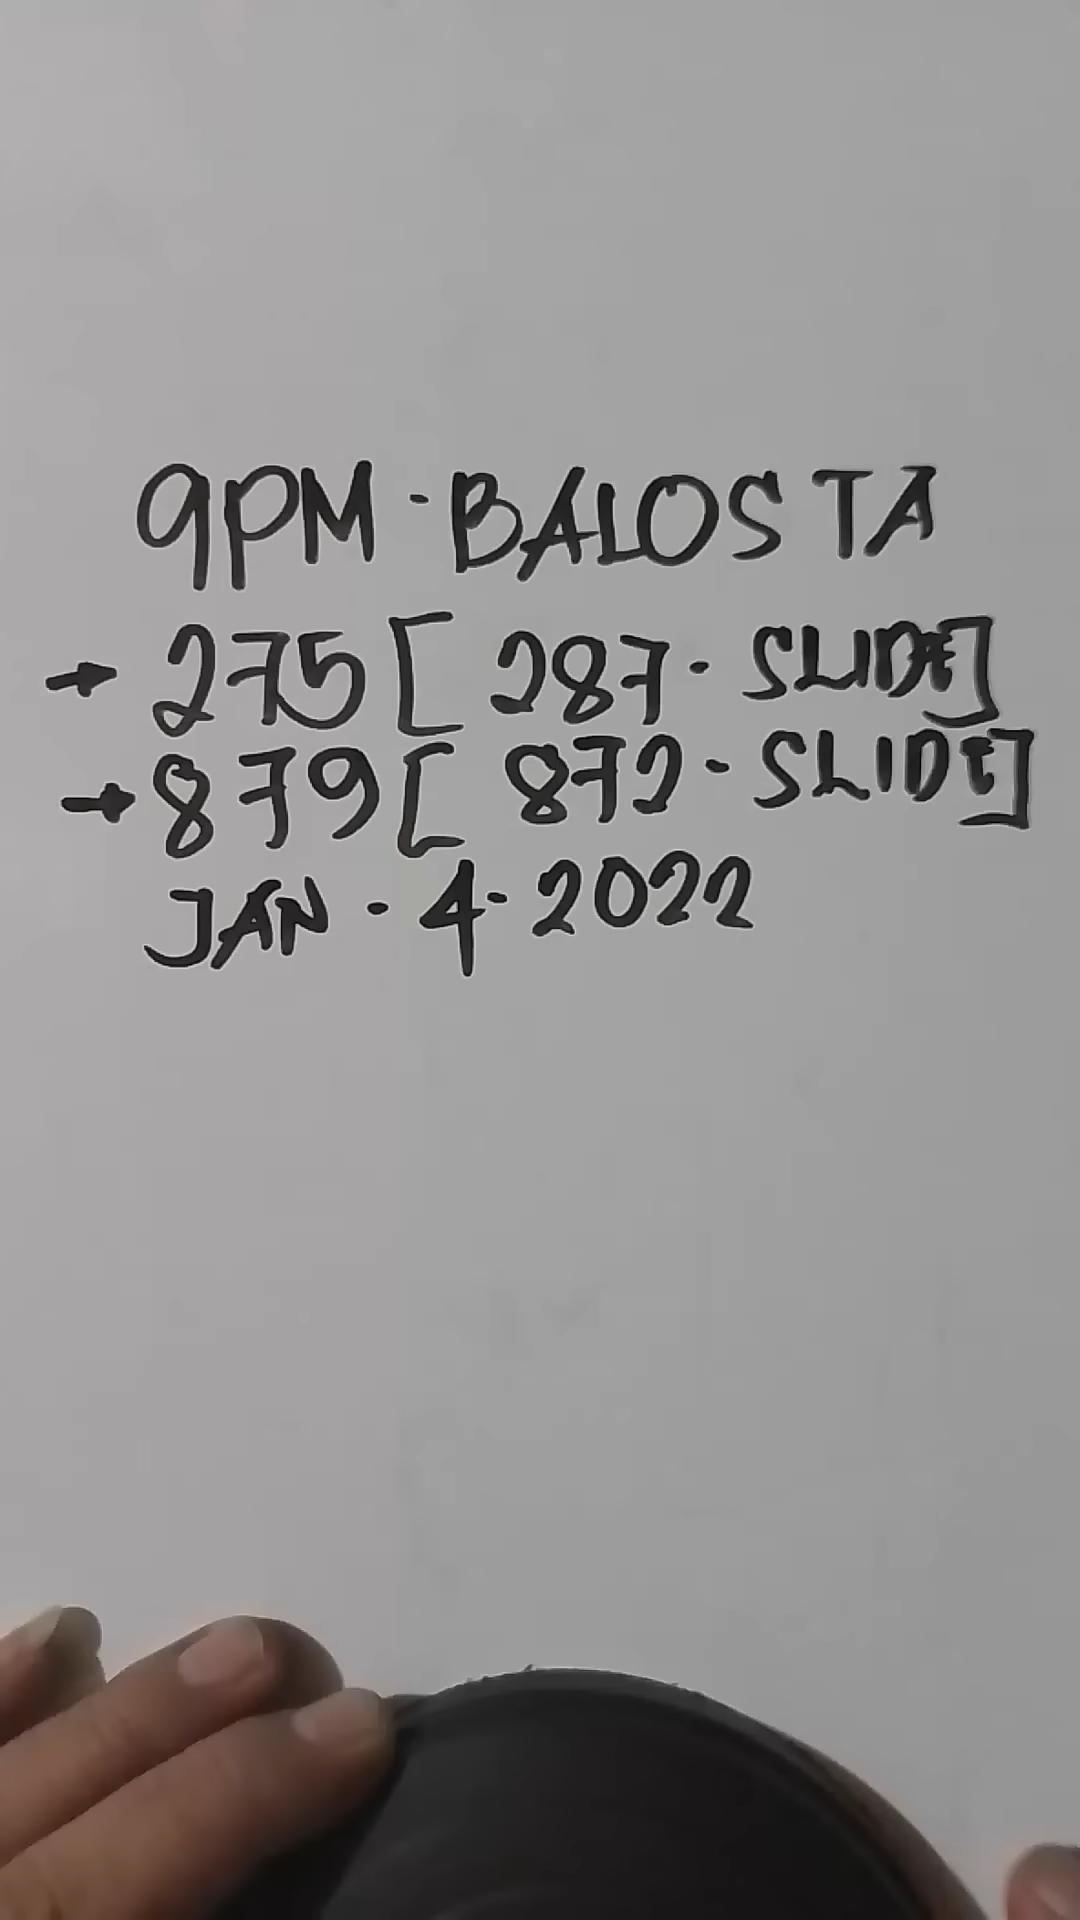 9PM · BALOSTA
→ 275 [ 287 · SLIDE]
→ 879 [ 872 · SLIDE]
JAN · 4 · 2022